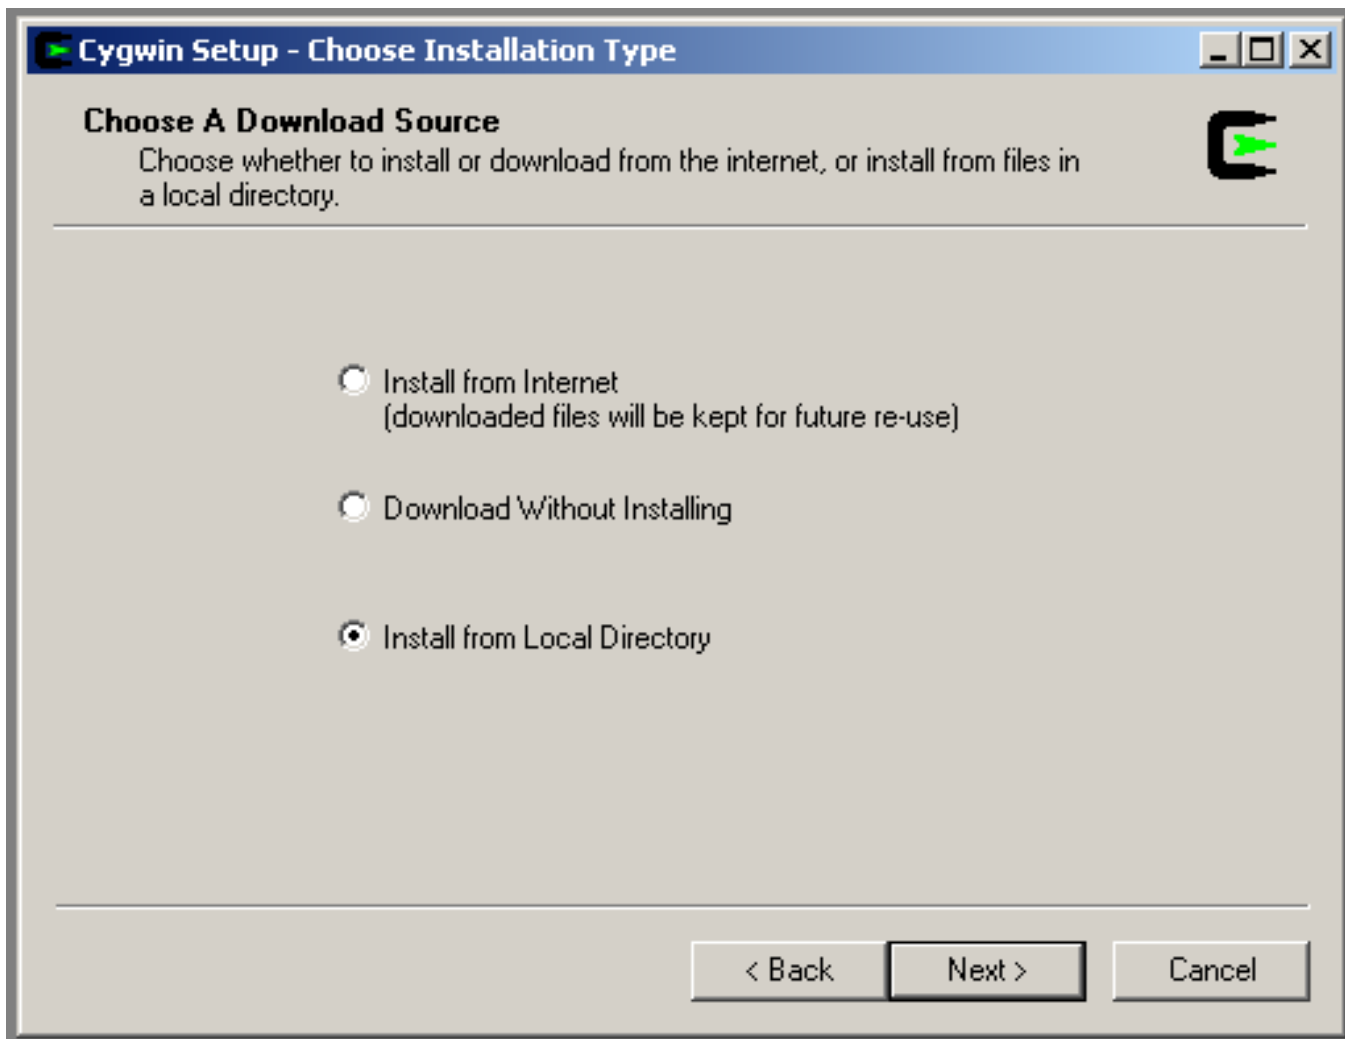 Cygwin Setup - Choose Installation Type
Choose A Download Source
Choose whether to install or download from the internet, or install from files in
a local directory.
Install from Internet
(downloaded files will be kept for future re-use)
Download Without Installing
Install from Local Directory
< Back
Next >
Cancel